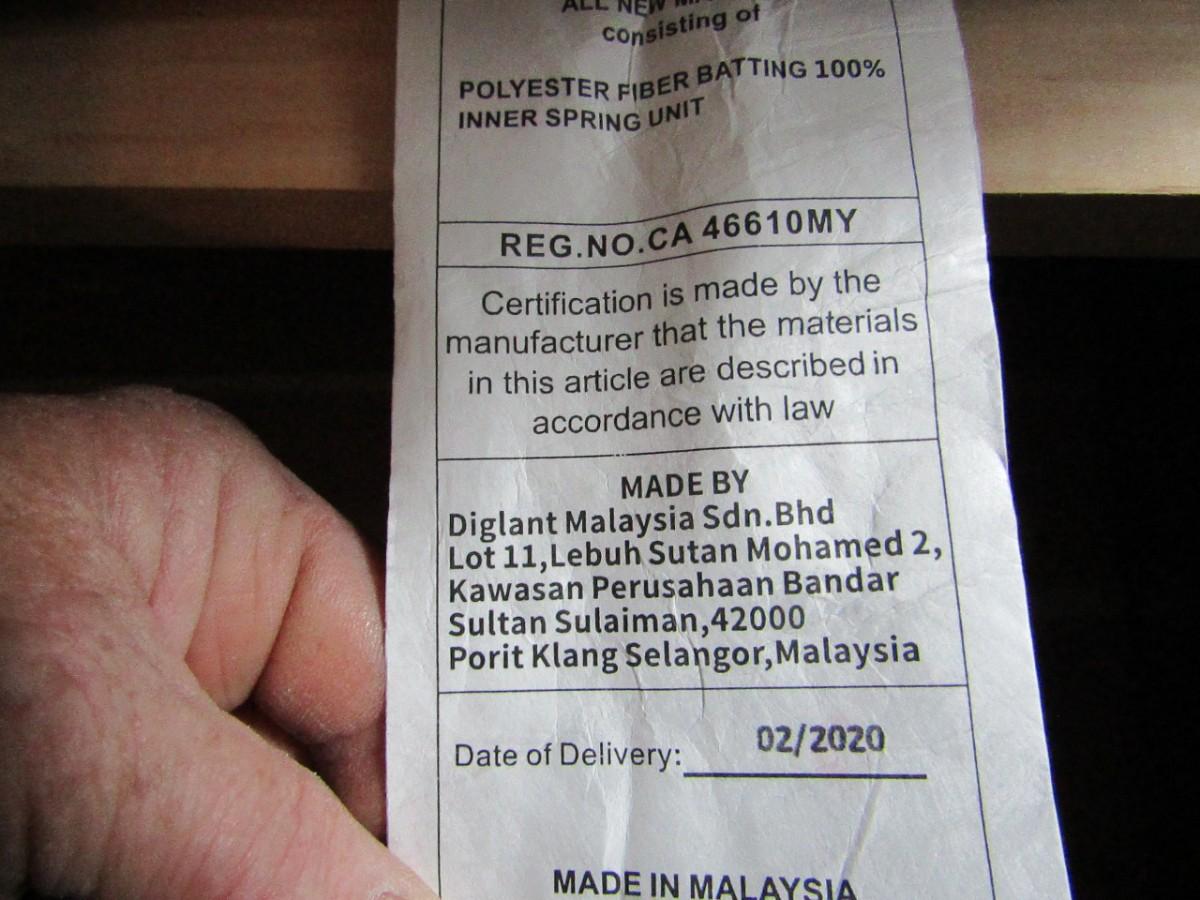 ALL NEW
consisting of
POLYESTER FIBER BATTING 100%
INNER SPRING UNIT
REG.NO.CA 46610MY
Certification is made by the
manufacturer that the materials
in this article are described in
accordance with law
MADE BY
Diglant Malaysia Sdn.Bhd
Lot 11,Lebuh Sutan Mohamed 2,
Kawasan Perusahaan Bandar
Sultan Sulaiman,42000
Porit Klang Selangor,Malaysia
Date of Delivery: 02/2020
MADE IN MALAYSIA